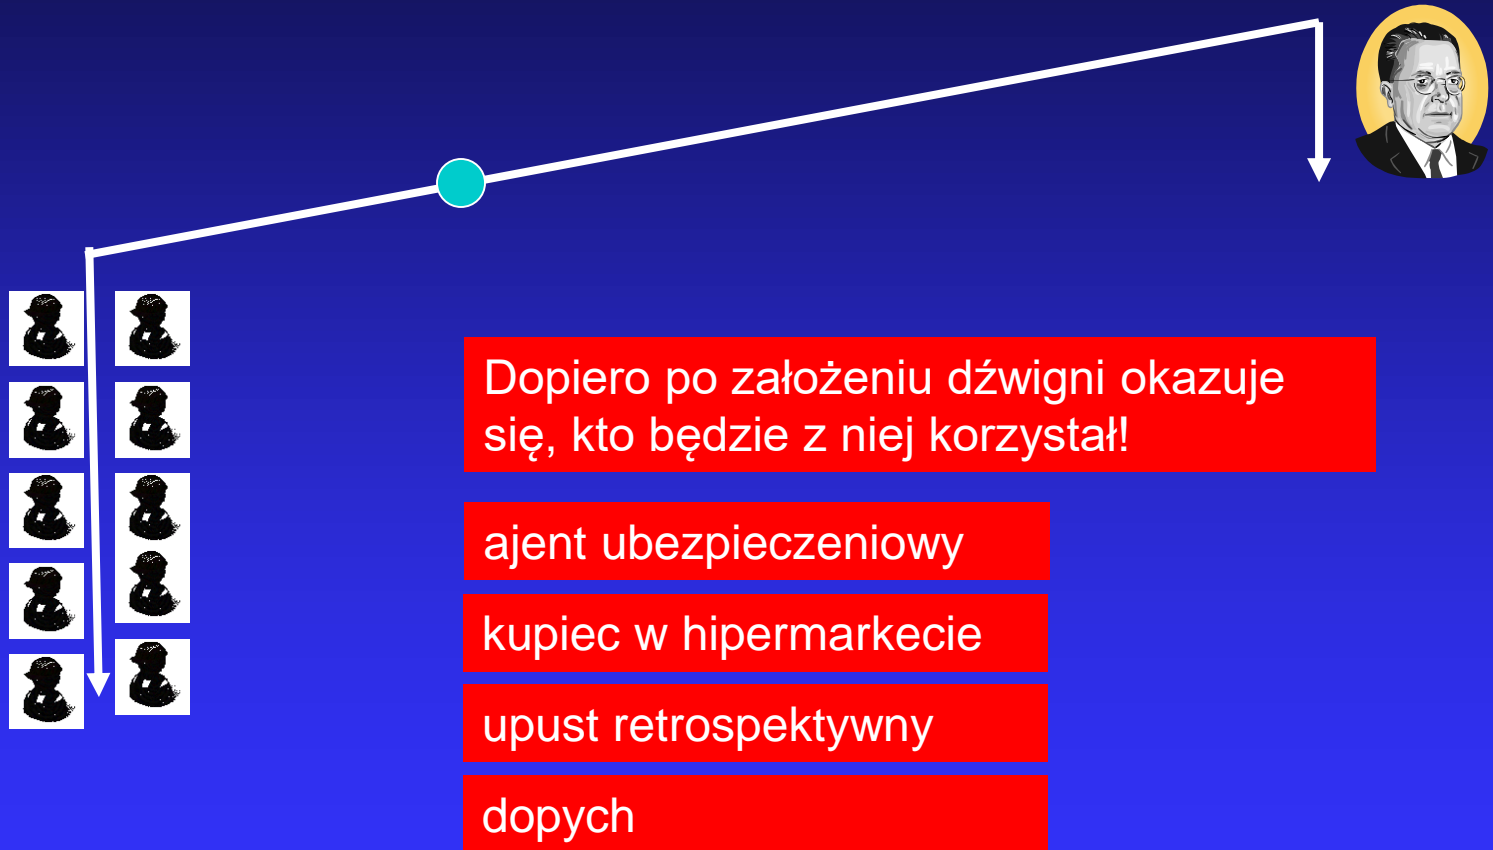 Dopiero po założeniu dźwigni okazuje
się, kto będzie z niej korzystał!
ajent ubezpieczeniowy
kupiec w hipermarkecie
upust retrospektywny
dopych